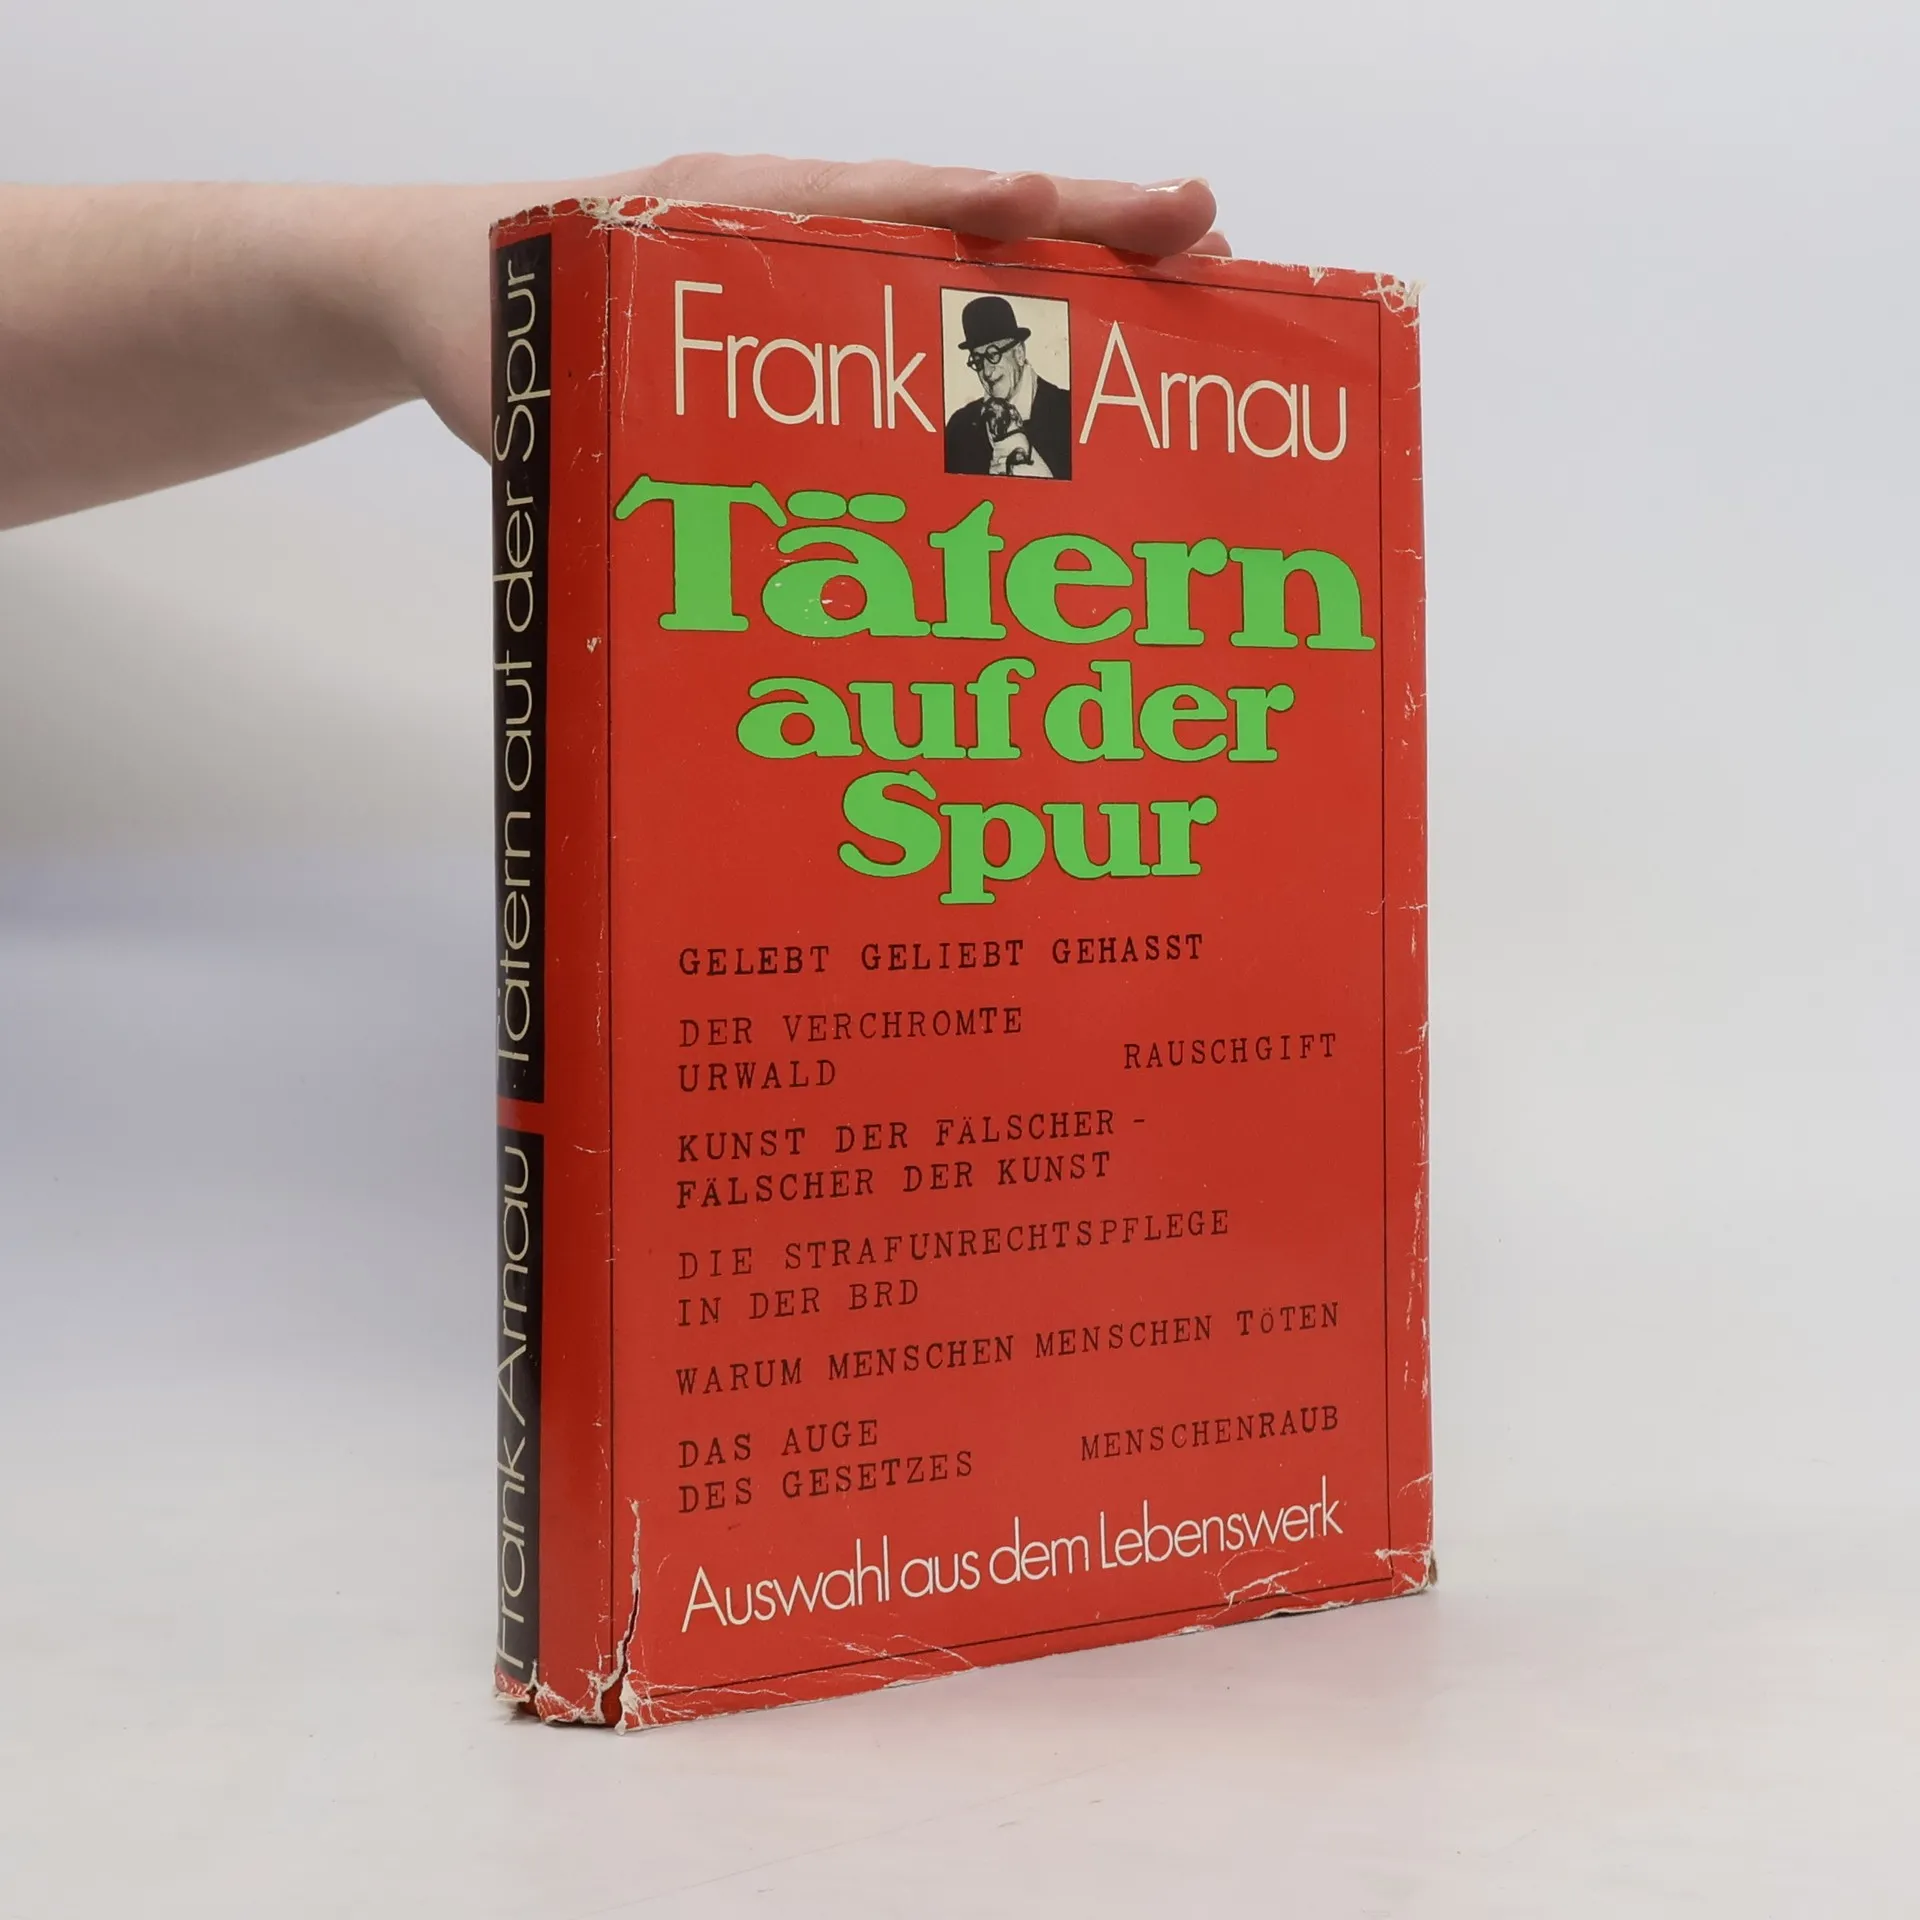 Frank Arnau
Tätern
auf der
Spur
GELEBT GELIEBT GEHASST
DER VERCHROMTE
URWALD
RAUSCHGIFT
KUNST DER FÄLSCHER -
FÄLSCHER DER KUNST
DIE STRAFUNRECHTSPFLEGE
IN DER BRD
WARUM MENSCHEN MENSCHEN TÖTEN
DAS AUGE
DES GESETZES
MENSCHENRAUB
Auswahl aus dem Lebenswerk
Frank Arnau Tätern auf der Spur